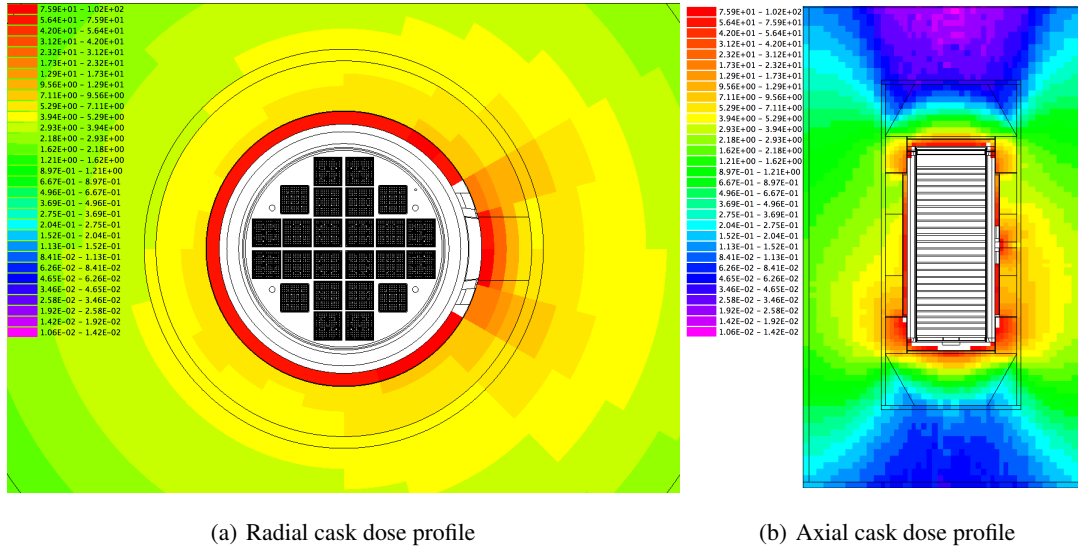 7.59E+01 - 1.02E+02
5.64E+01 - 7.59E+01
4.20E+01 - 5.64E+01
3.12E+01 - 4.20E+01
2.32E+01 - 3.12E+01
1.73E+01 - 2.32E+01
1.29E+01 - 1.73E+01
9.56E+00 - 1.29E+01
7.11E+00 - 9.56E+00
5.29E+00 - 7.11E+00
3.94E+00 - 5.29E+00
2.93E+00 - 3.94E+00
2.18E+00 - 2.93E+00
1.62E+00 - 2.18E+00
1.21E+00 - 1.62E+00
8.97E-01 - 1.21E+00
6.67E-01 - 8.97E-01
4.96E-01 - 6.67E-01
3.69E-01 - 4.96E-01
2.75E-01 - 3.69E-01
2.04E-01 - 2.75E-01
1.52E-01 - 2.04E-01
1.13E-01 - 1.52E-01
8.41E-02 - 1.13E-01
6.26E-02 - 8.41E-02
4.65E-02 - 6.26E-02
3.46E-02 - 4.65E-02
2.58E-02 - 3.46E-02
1.92E-02 - 2.58E-02
1.42E-02 - 1.92E-02
1.06E-02 - 1.42E-02
(a) Radial cask dose profile
7.59E+01 - 1.02E+02
5.64E+01 - 7.59E+01
4.20E+01 - 5.64E+01
3.12E+01 - 4.20E+01
2.32E+01 - 3.12E+01
1.73E+01 - 2.32E+01
1.29E+01 - 1.73E+01
9.56E+00 - 1.29E+01
7.11E+00 - 9.56E+00
5.29E+00 - 7.11E+00
3.94E+00 - 5.29E+00
2.93E+00 - 3.94E+00
2.18E+00 - 2.93E+00
1.62E+00 - 2.18E+00
1.21E+00 - 1.62E+00
8.97E-01 - 1.21E+00
6.67E-01 - 8.97E-01
4.96E-01 - 6.67E-01
3.69E-01 - 4.96E-01
2.75E-01 - 3.69E-01
2.04E-01 - 2.75E-01
1.52E-01 - 2.04E-01
1.13E-01 - 1.52E-01
8.41E-02 - 1.13E-01
6.26E-02 - 8.41E-02
4.65E-02 - 6.26E-02
3.46E-02 - 4.65E-02
2.58E-02 - 3.46E-02
1.92E-02 - 2.58E-02
1.42E-02 - 1.92E-02
1.06E-02 - 1.42E-02
(b) Axial cask dose profile